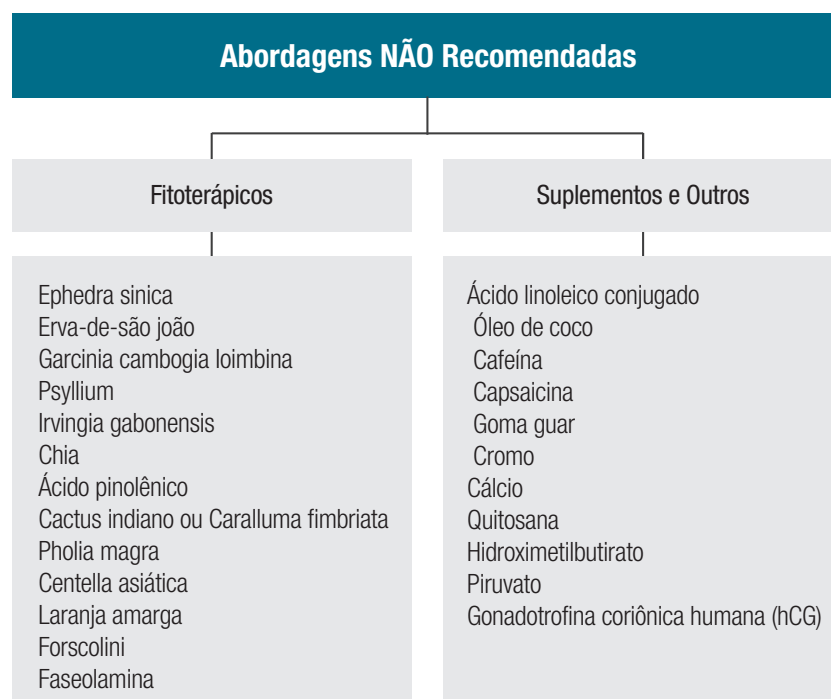 Abordagens NÃO Recomendadas
Fitoterápicos
Ephedra sinica
Erva-de-são joão
Garcinia cambogia Ioimbina
Psyllium
Irvingia gabonensis
Chia
Ácido pinolênico
Cactus indiano ou Caralluma fimbriata
Pholia magra
Centella asiática
Laranja amarga
Forscolini
Faseolamina
Suplementos e Outros
Ácido linoleico conjugado
Óleo de coco
Cafeína
Capsaicina
Goma guar
Cromo
Cálcio
Quitosana
Hidroximetilbutirato
Piruvato
Gonadotrofina coriônica humana (hCG)